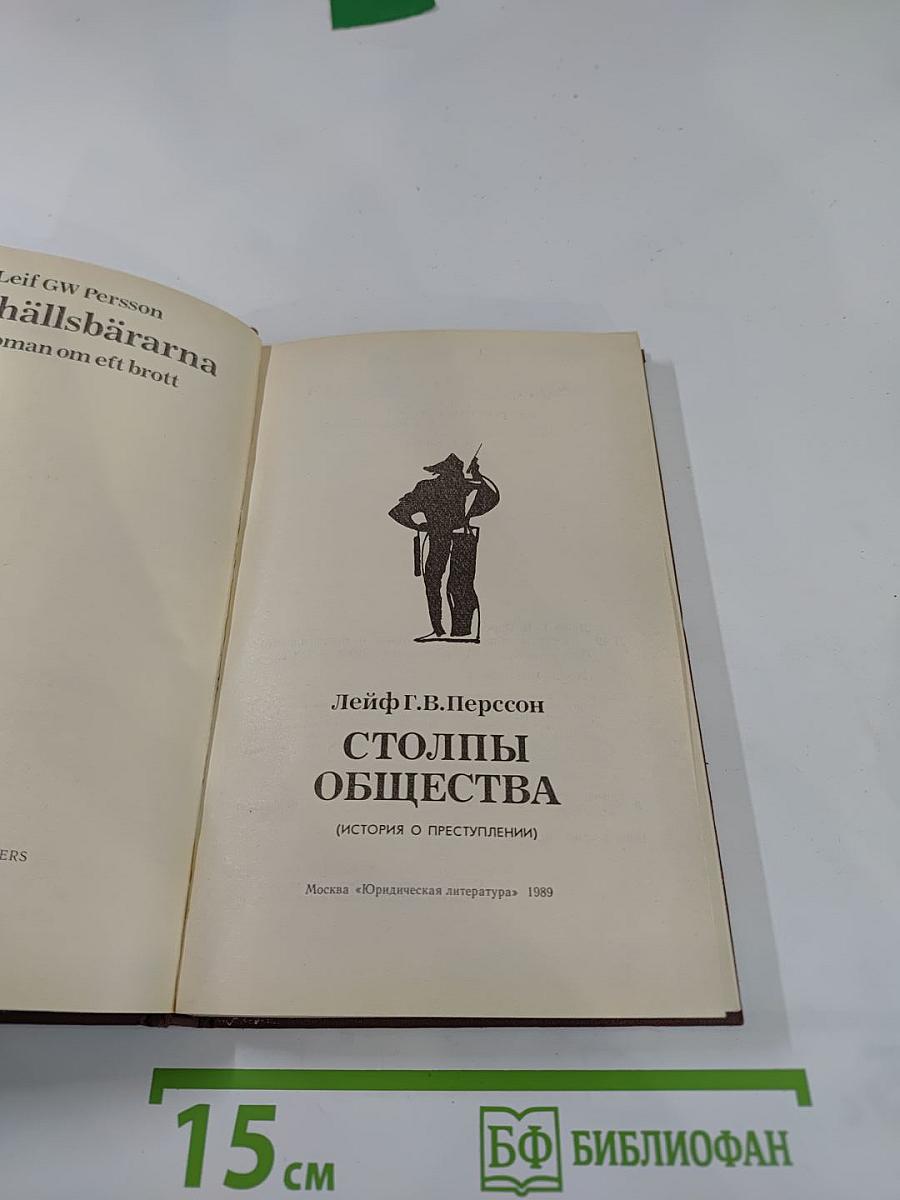 Leif GW Persson
hällsbärarna
oman om eft brott
ERS
Лейф Г.В.Перссон
СТОЛПЫ
ОБЩЕСТВА
(ИСТОРИЯ О ПРЕСТУПЛЕНИИ)
Москва «Юридическая литература» 1989
15 см
БФ БИБЛИОФАН